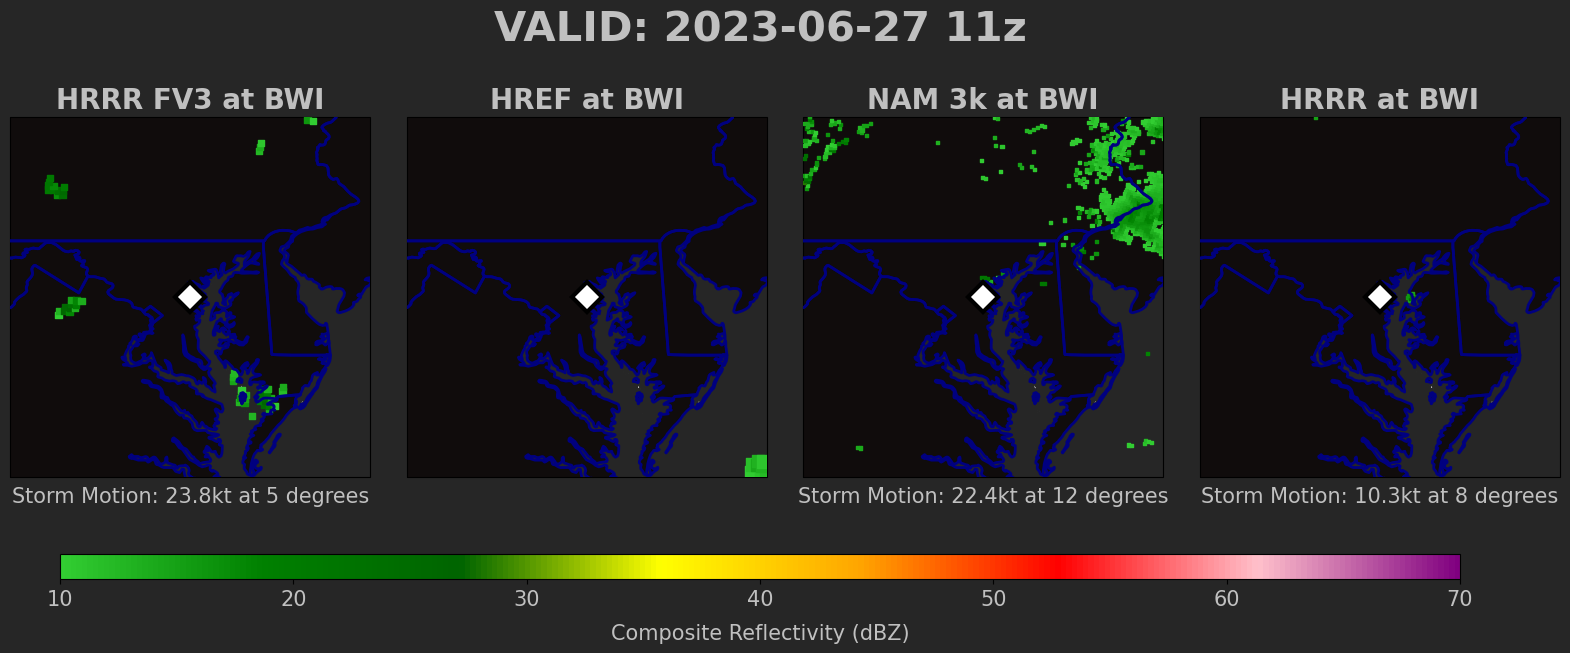 VALID: 2023-06-27 11z
HRRR FV3 at BWI
HREF at BWI
NAM 3k at BWI
HRRR at BWI
Storm Motion: 23.8kt at 5 degrees
Storm Motion: 22.4kt at 12 degrees
Storm Motion: 10.3kt at 8 degrees
10 20 30 40 50 60 70
Composite Reflectivity (dBZ)